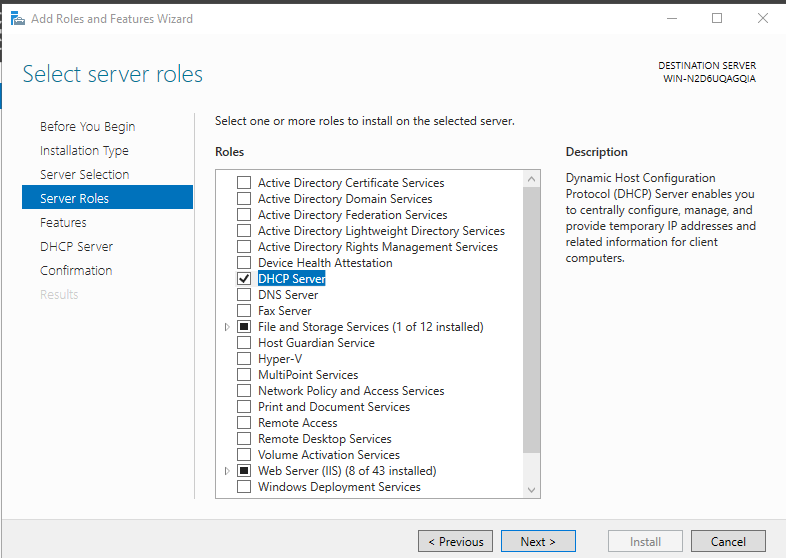 Add Roles and Features Wizard
Select server roles
DESTINATION SERVER
WIN-N2D6UQAGQIA
Before You Begin
Installation Type
Server Selection
Server Roles
Features
DHCP Server
Confirmation
Results
Select one or more roles to install on the selected server.
Roles
Active Directory Certificate Services
Active Directory Domain Services
Active Directory Federation Services
Active Directory Lightweight Directory Services
Active Directory Rights Management Services
Device Health Attestation
DHCP Server
DNS Server
Fax Server
File and Storage Services (1 of 12 installed)
Host Guardian Service
Hyper-V
MultiPoint Services
Network Policy and Access Services
Print and Document Services
Remote Access
Remote Desktop Services
Volume Activation Services
Web Server (IIS) (8 of 43 installed)
Windows Deployment Services
Description
Dynamic Host Configuration
Protocol (DHCP) Server enables you
to centrally configure, manage, and
provide temporary IP addresses and
related information for client
computers.
< Previous
Next >
Install
Cancel